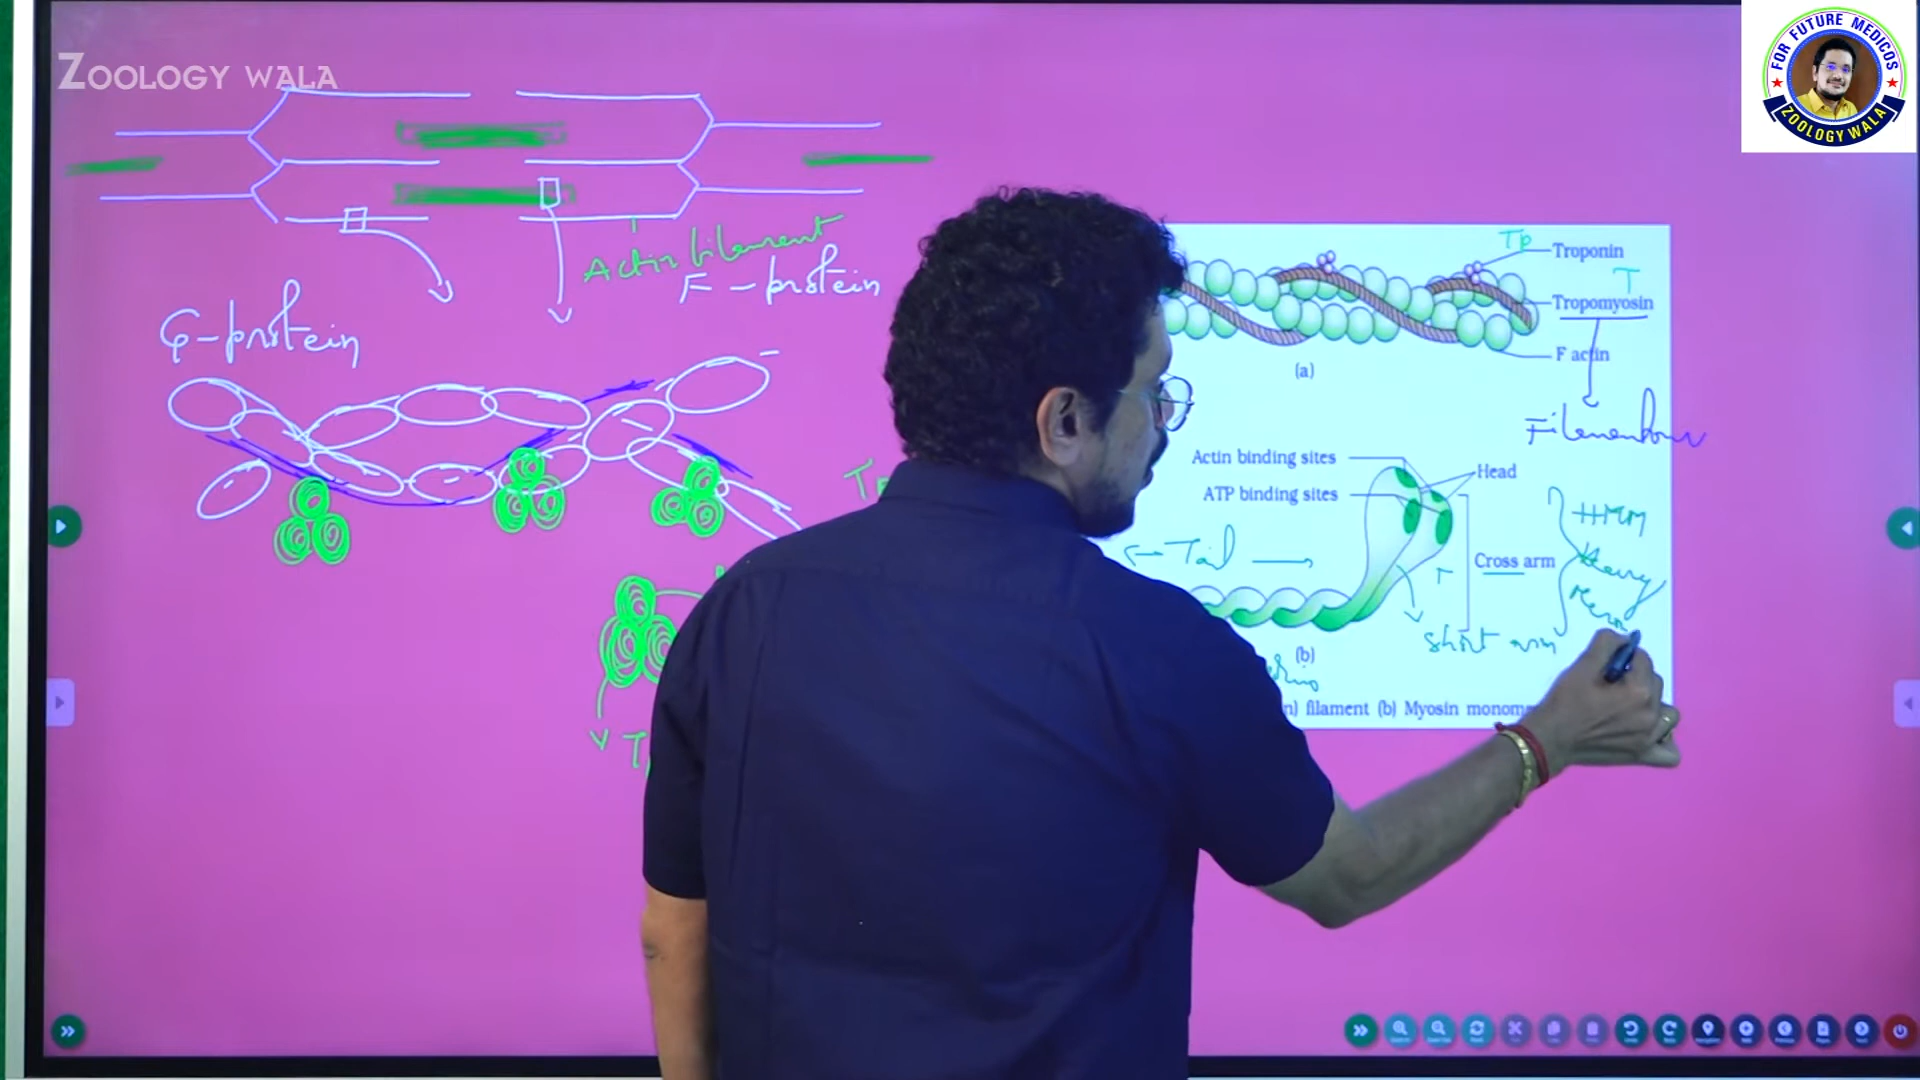 ZOOLOGY WALA
FOR FUTURE MEDICOS
ZOOLOGY WALA
Actin filament
F-protein
G-protein
Tp
Troponin
T
Tropomyosin
F actin
(a)
Filamentous
Actin binding sites
Head
ATP binding sites
HMM
Tail
Cross arm
Heavy
Mero
short arm
(b)
filament (b) Myosin